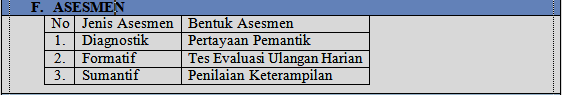 F. ASESMEN
No Jenis Asesmen Bentuk Asesmen
1. Diagnostik Pertayaan Pemantik
2. Formatif Tes Evaluasi Ulangan Harian
3. Sumantif Penilaian Keterampilan